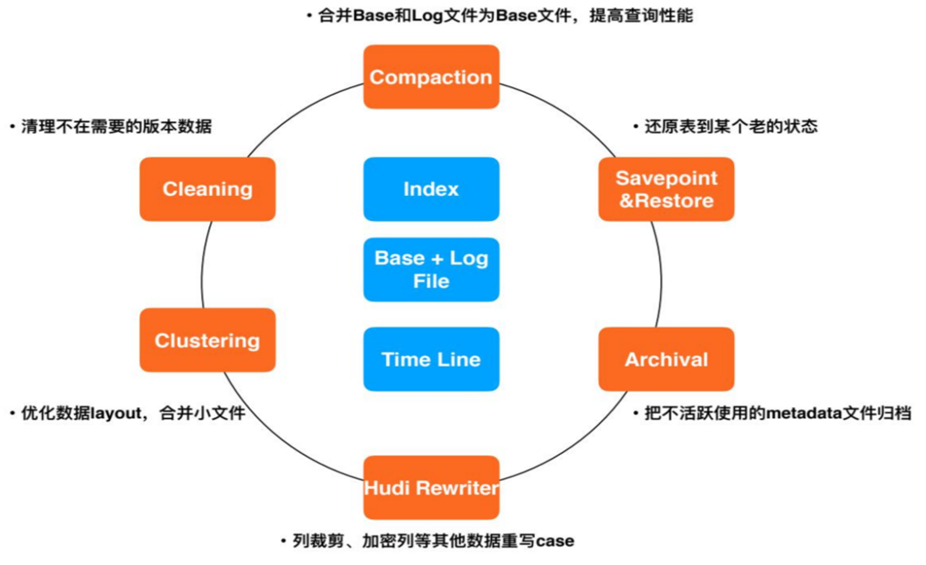 • 合并Base和Log文件为Base文件，提高查询性能
Compaction
• 清理不在需要的版本数据
• 还原表到某个老的状态
Cleaning
Index
Savepoint
&Restore
Base + Log
File
Clustering
Time Line
Archival
• 优化数据layout，合并小文件
• 把不活跃使用的metadata文件归档
Hudi Rewriter
• 列裁剪、加密列等其他数据重写case